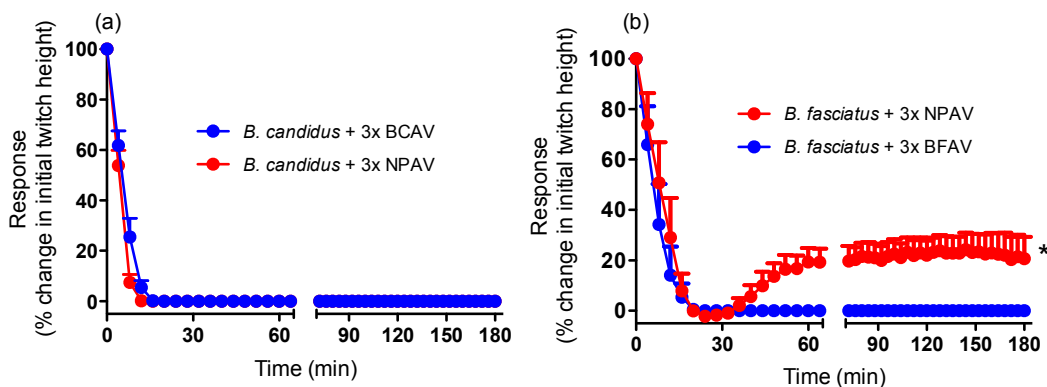 (a)
Response
(% change in initial twitch height)
100
80
60
40
20
0
B. candidus + 3x BCAV
B. candidus + 3x NPAV
0
30
60
90
120
150
180
Time (min)
(b)
Response
(% change in initial twitch height)
100
80
60
40
20
0
B. fasciatus + 3x NPAV
B. fasciatus + 3x BFAV
*
0
30
60
90
120
150
180
Time (min)